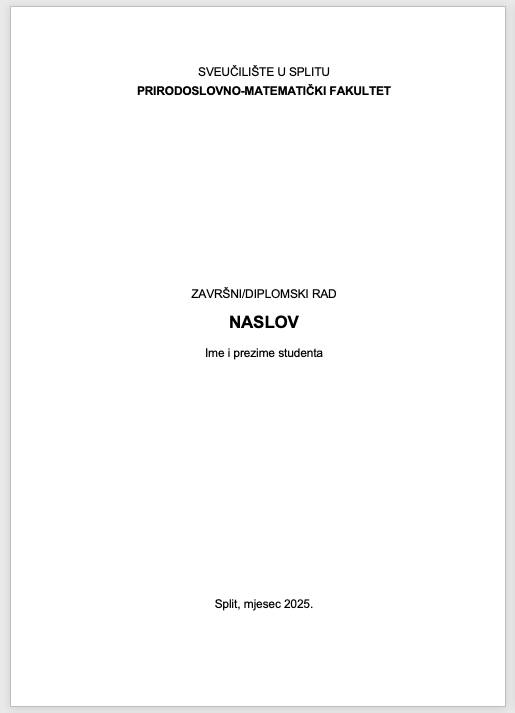 SVEUČILIŠTE U SPLITU
PRIRODOSLOVNO-MATEMATIČKI FAKULTET
ZAVRŠNI/DIPLOMSKI RAD
NASLOV
Ime i prezime studenta
Split, mjesec 2025.